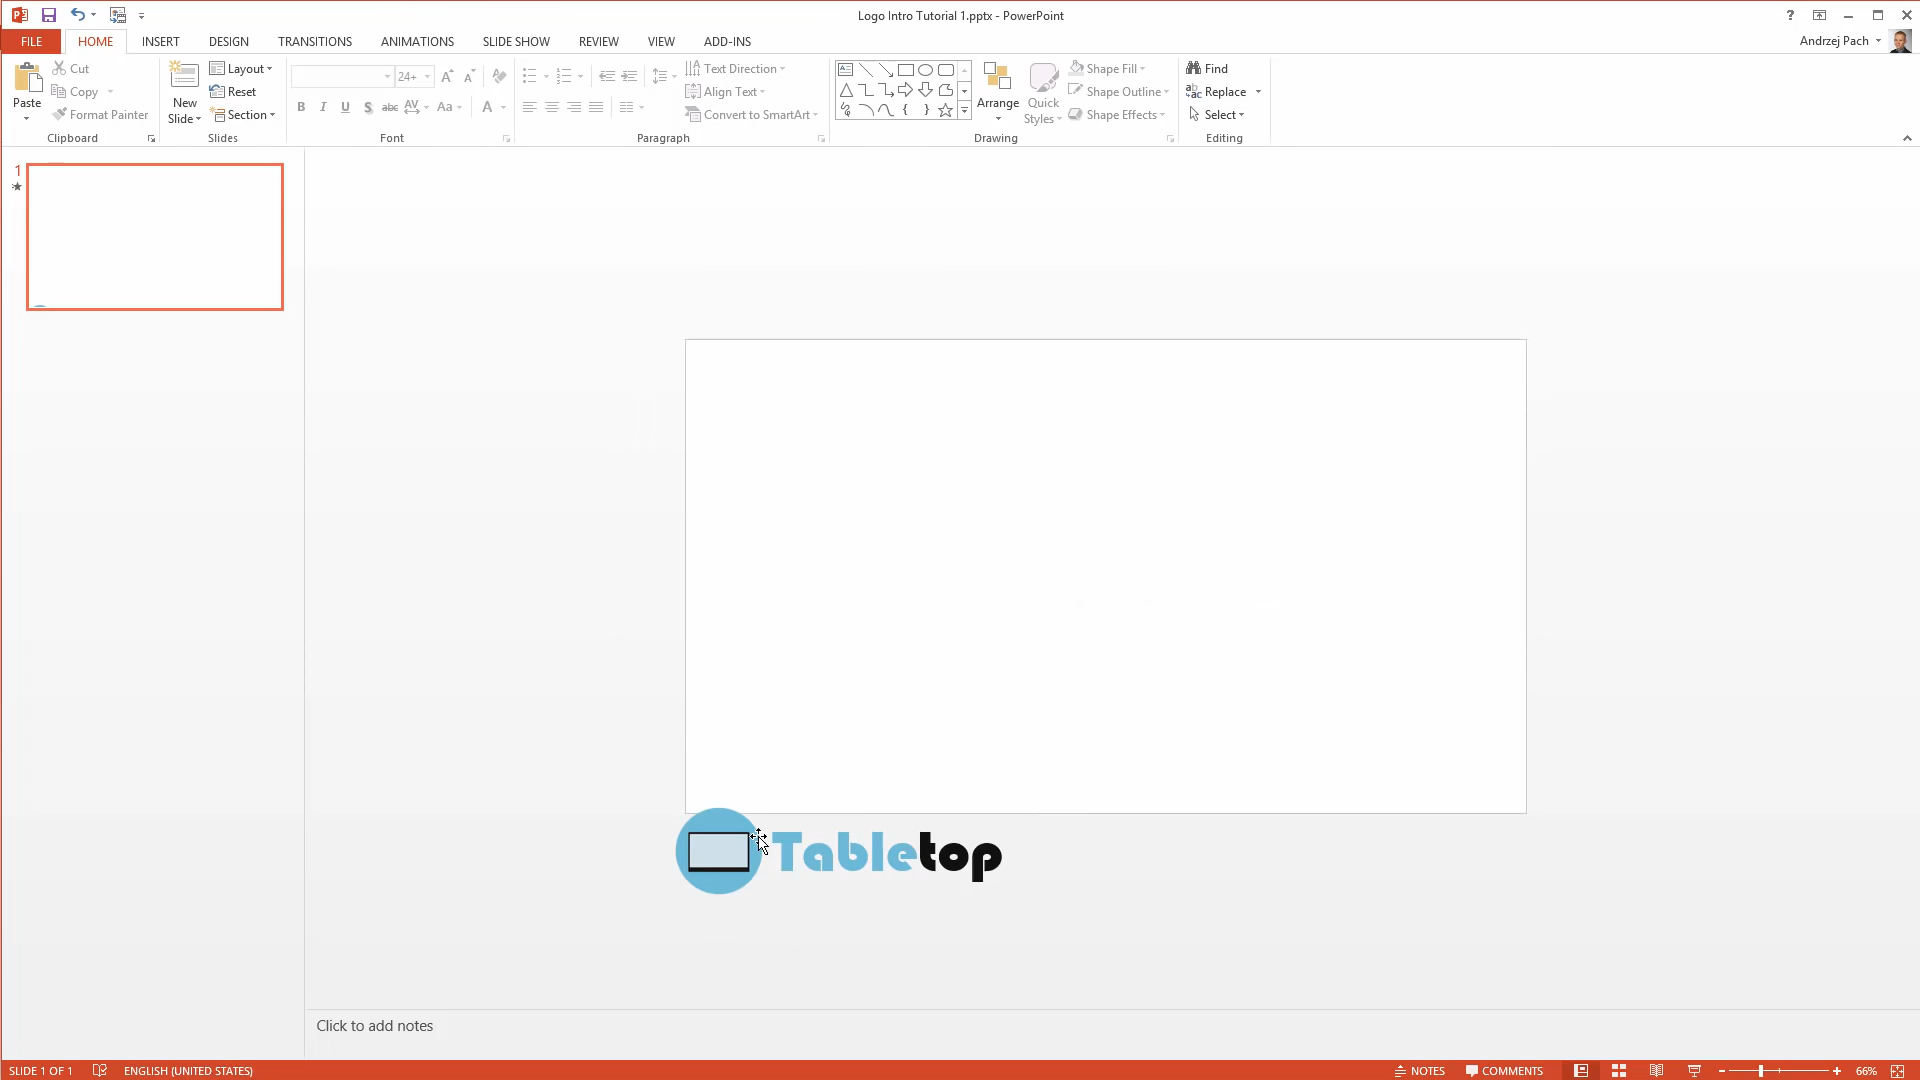 Logo Intro Tutorial 1.pptx - PowerPoint
?
FILE HOME INSERT DESIGN TRANSITIONS ANIMATIONS SLIDE SHOW REVIEW VIEW ADD-INS Andrzej Pach
Paste
Cut
Copy
Format Painter
Clipboard
New
Slide
Layout
Reset
Section
Slides
24+
B I U S abc AV Aa A
Font
Text Direction
Align Text
Convert to SmartArt
Paragraph
Arrange
Quick
Styles
Shape Fill
Shape Outline
Shape Effects
Drawing
Find
Replace
Select
Editing
1
Tabletop
Click to add notes
SLIDE 1 OF 1 ENGLISH (UNITED STATES) NOTES COMMENTS 66%